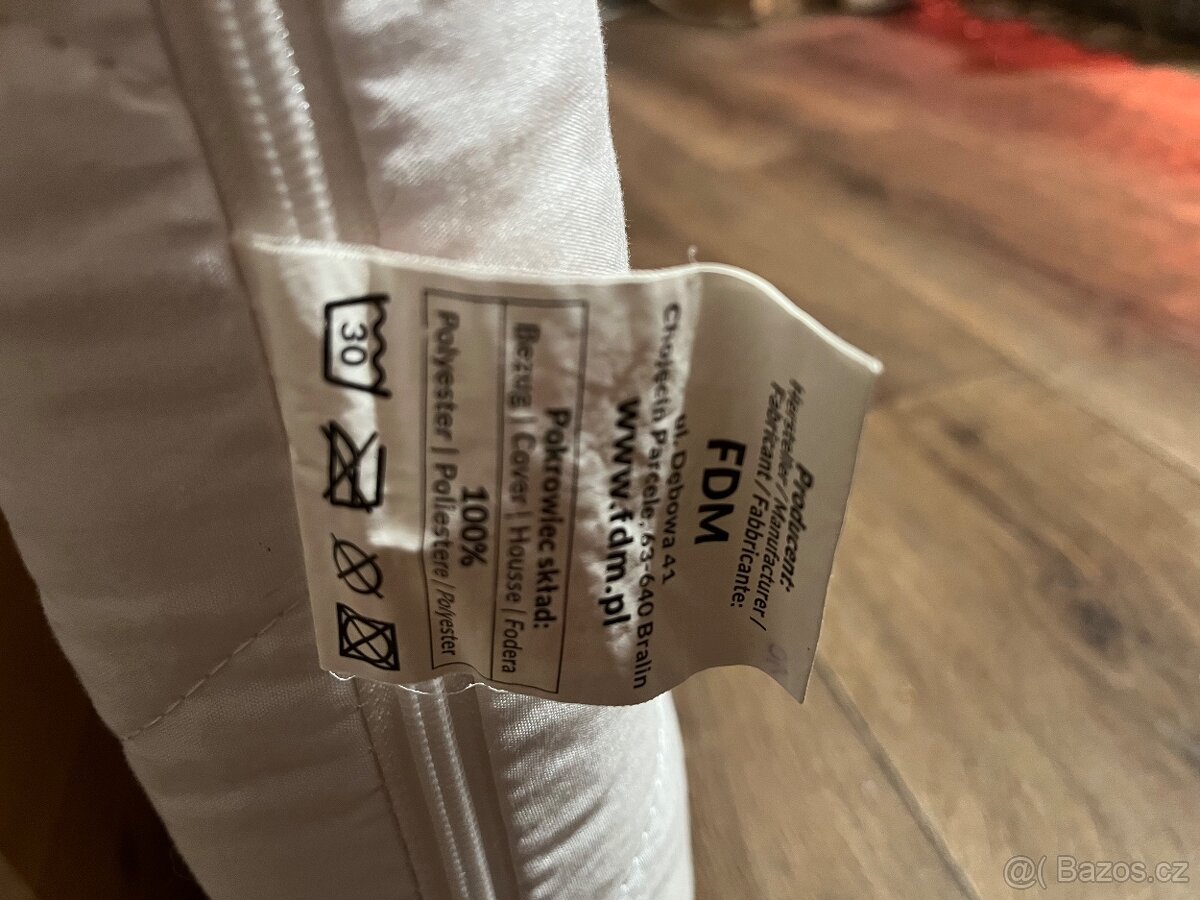 Producent:
Hersteller / Manufacturer /
Fabricant / Fabbricante:
FDM
ul. Dębowa 41
Chojęcin Parcele, 63-640 Bralin
www.fdm.pl
Pokrowiec skład:
Bezug | Cover | Housse | Fodera
100%
Polyester | Poliestere / Polyester
30
@( Bazos.cz